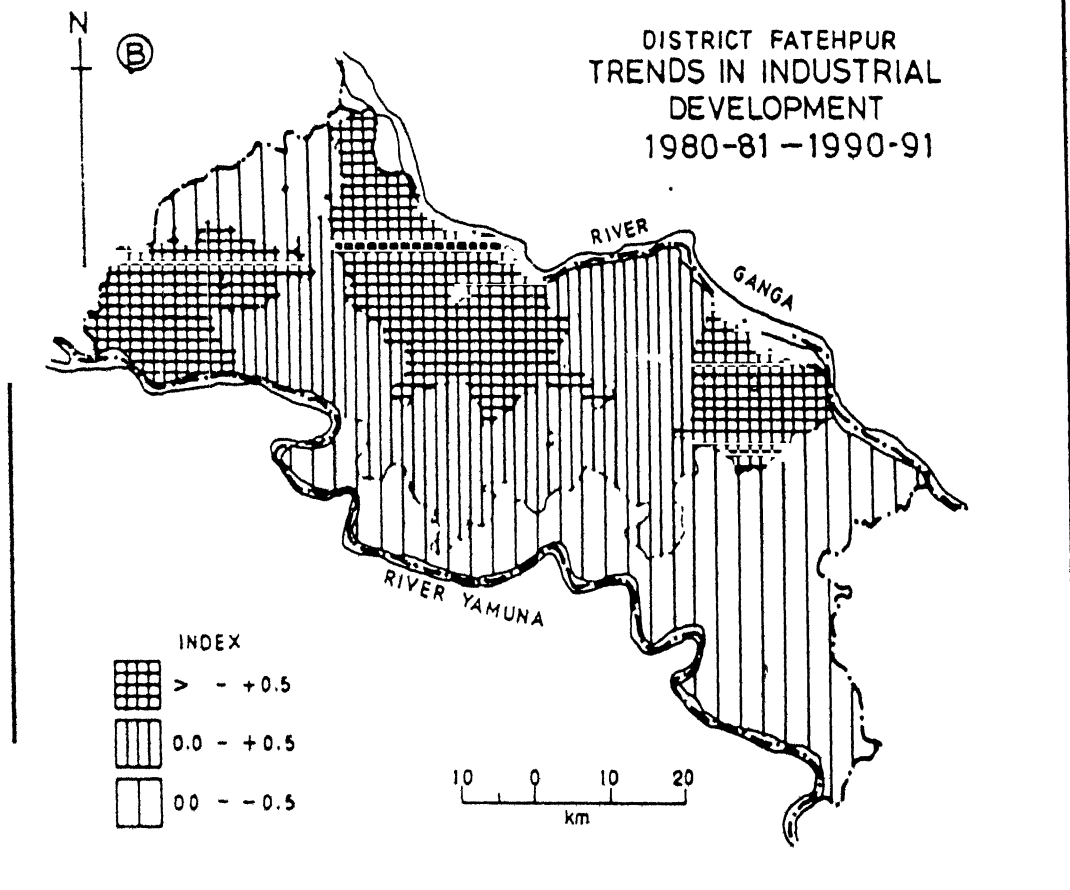 N
B
DISTRICT FATEHPUR
TRENDS IN INDUSTRIAL
DEVELOPMENT
1980-81-1990-91
RIVER
GANGA
RIVER YAMUNA
INDEX
> - +0.5
0.0 - +0.5
00 - -0.5
10 0 10 20
km